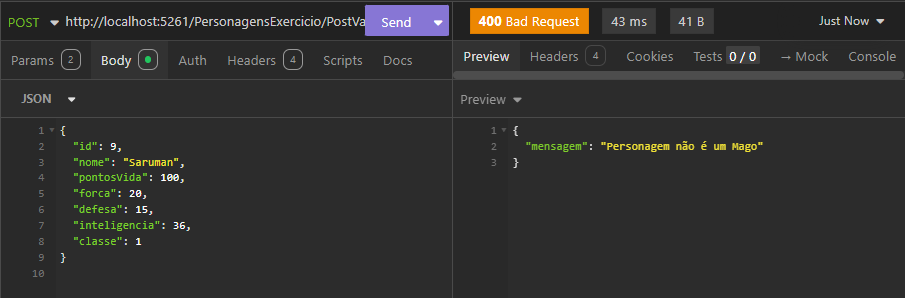 POST http://localhost:5261/PersonagensExercicio/PostVa Send
400 Bad Request 43 ms 41 B Just Now
Params 2 Body Auth Headers 4 Scripts Docs
Preview Headers 4 Cookies Tests 0 / 0 → Mock Console
JSON
Preview
1 {
2 "id": 9,
3 "nome": "Saruman",
4 "pontosVida": 100,
5 "forca": 20,
6 "defesa": 15,
7 "inteligencia": 36,
8 "classe": 1
9 }
10
1 {
2 "mensagem": "Personagem não é um Mago"
3 }